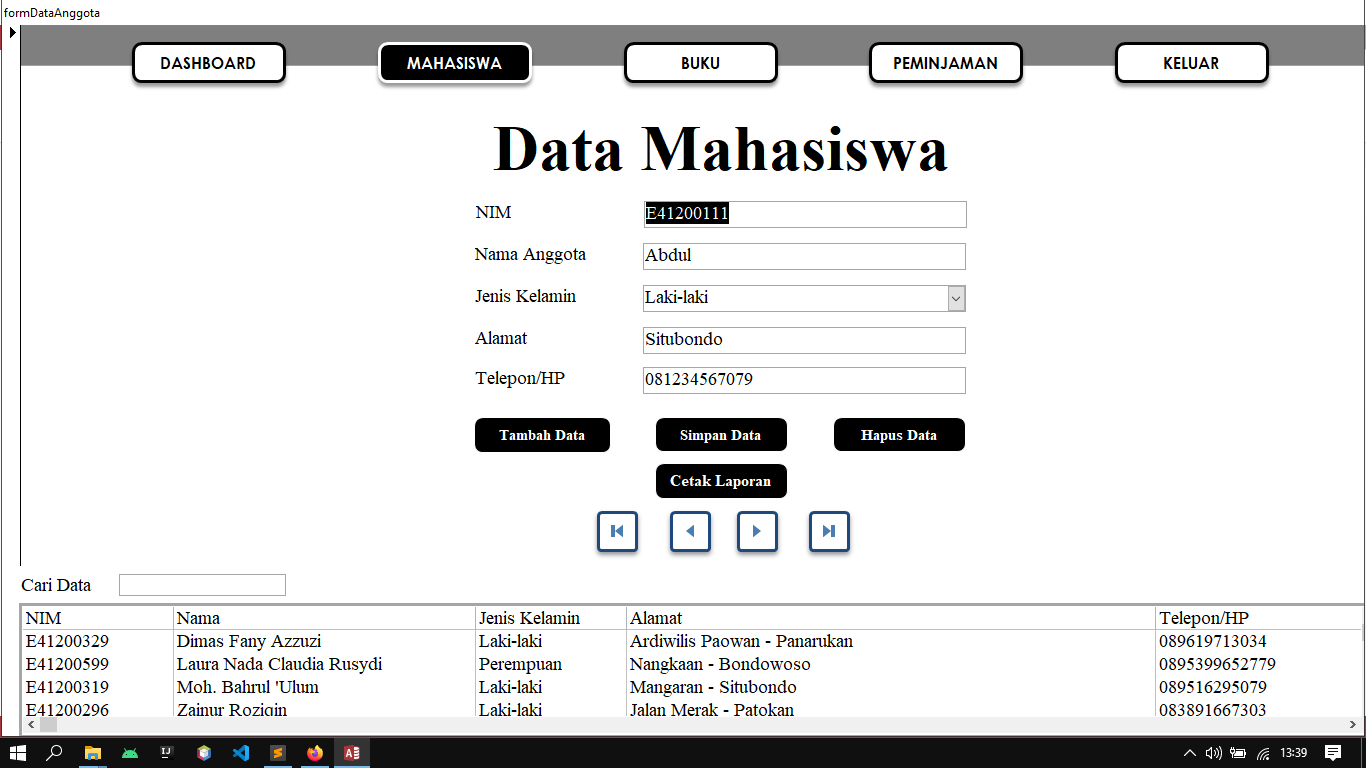 formDataAnggota
DASHBOARD MAHASISWA BUKU PEMINJAMAN KELUAR
Data Mahasiswa
NIM E41200111
Nama Anggota Abdul
Jenis Kelamin Laki-laki
Alamat Situbondo
Telepon/HP 081234567079
Tambah Data Simpan Data Hapus Data
Cetak Laporan
Cari Data
NIM Nama Jenis Kelamin Alamat Telepon/HP
E41200329 Dimas Fany Azzuzi Laki-laki Ardiwilis Paowan - Panarukan 089619713034
E41200599 Laura Nada Claudia Rusydi Perempuan Nangkaan - Bondowoso 0895399652779
E41200319 Moh. Bahrul 'Ulum Laki-laki Mangaran - Situbondo 089516295079
E41200296 Zainur Roziqin Laki-laki Jalan Merak - Patokan 083891667303
IJ A 13:39